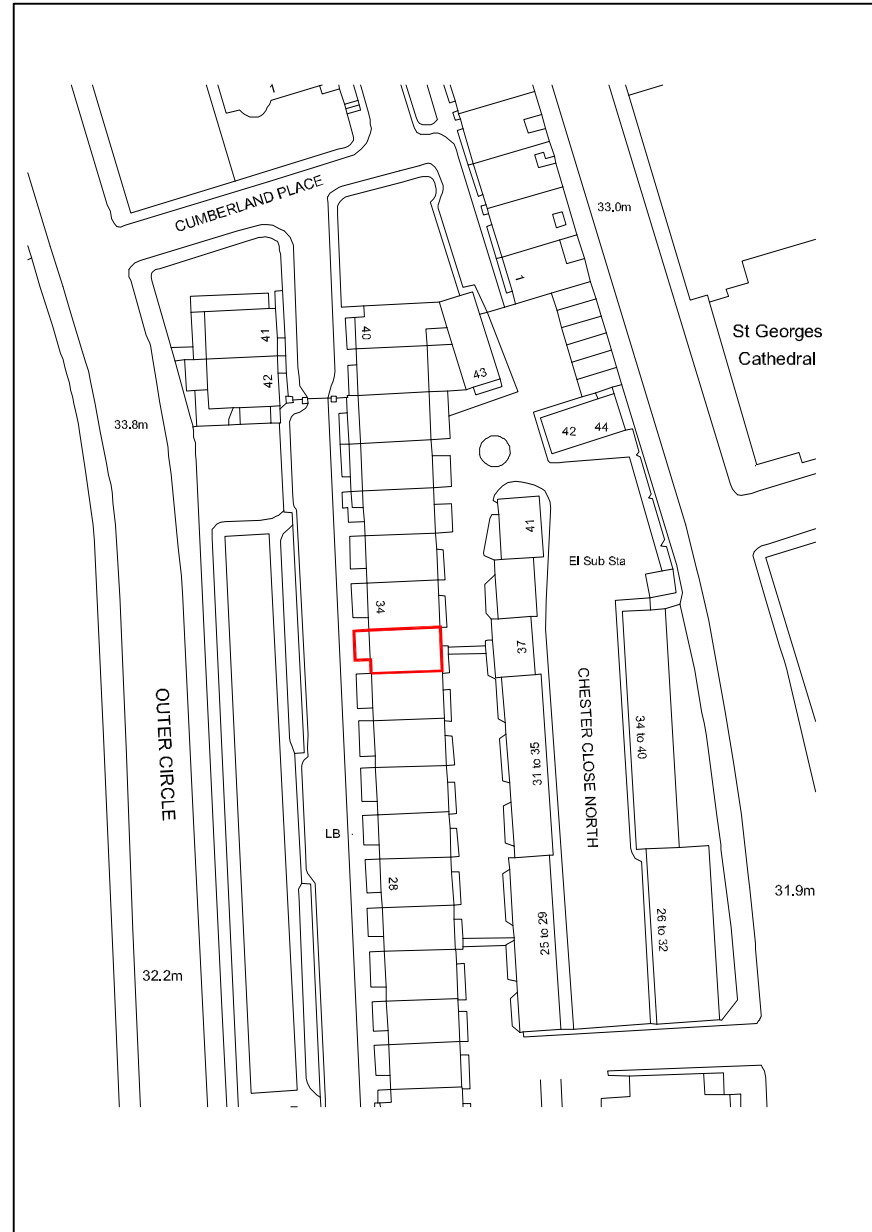 1
CUMBERLAND PLACE
33.0m
1
St Georges
Cathedral
41
40
42
43
33.8m
42 44
41
El Sub Sta
34
37
OUTER CIRCLE
CHESTER CLOSE NORTH
34 to 40
31 to 35
LB
28
31.9m
25 to 29
26 to 32
32.2m